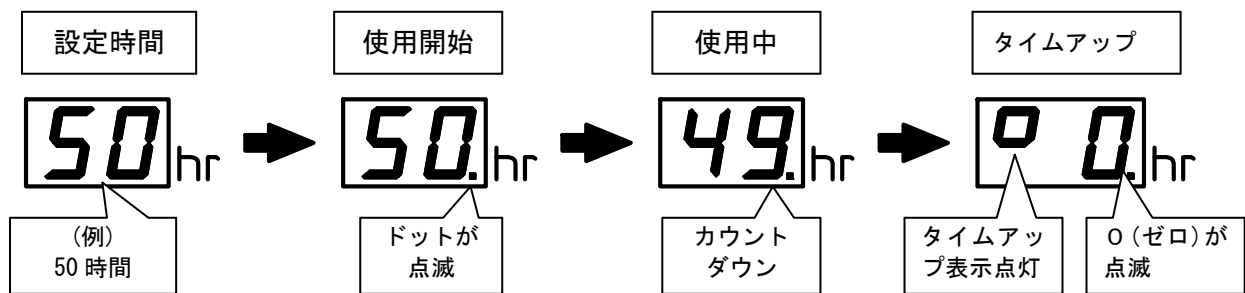 設定時間
使用開始
使用中
タイムアップ
50 hr
50. hr
49. hr
o 0. hr
(例)
50 時間
ドットが
点滅
カウント
ダウン
タイムアッ
プ表示点灯
0(ゼロ)が
点滅